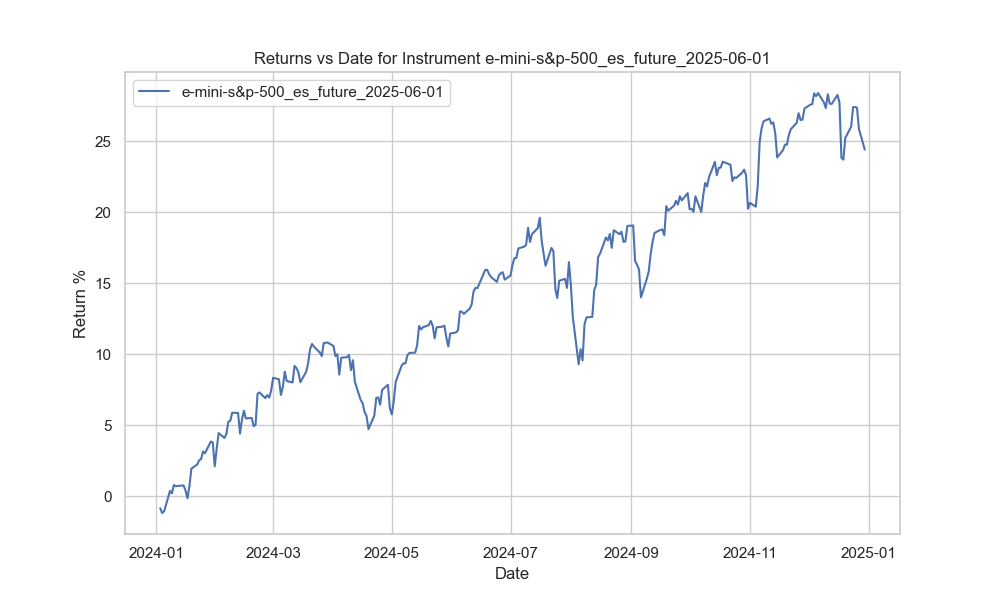 Returns vs Date for Instrument e-mini-s&p-500_es_future_2025-06-01
e-mini-s&p-500_es_future_2025-06-01
Return %
25
20
15
10
5
0
2024-01 2024-03 2024-05 2024-07 2024-09 2024-11 2025-01
Date